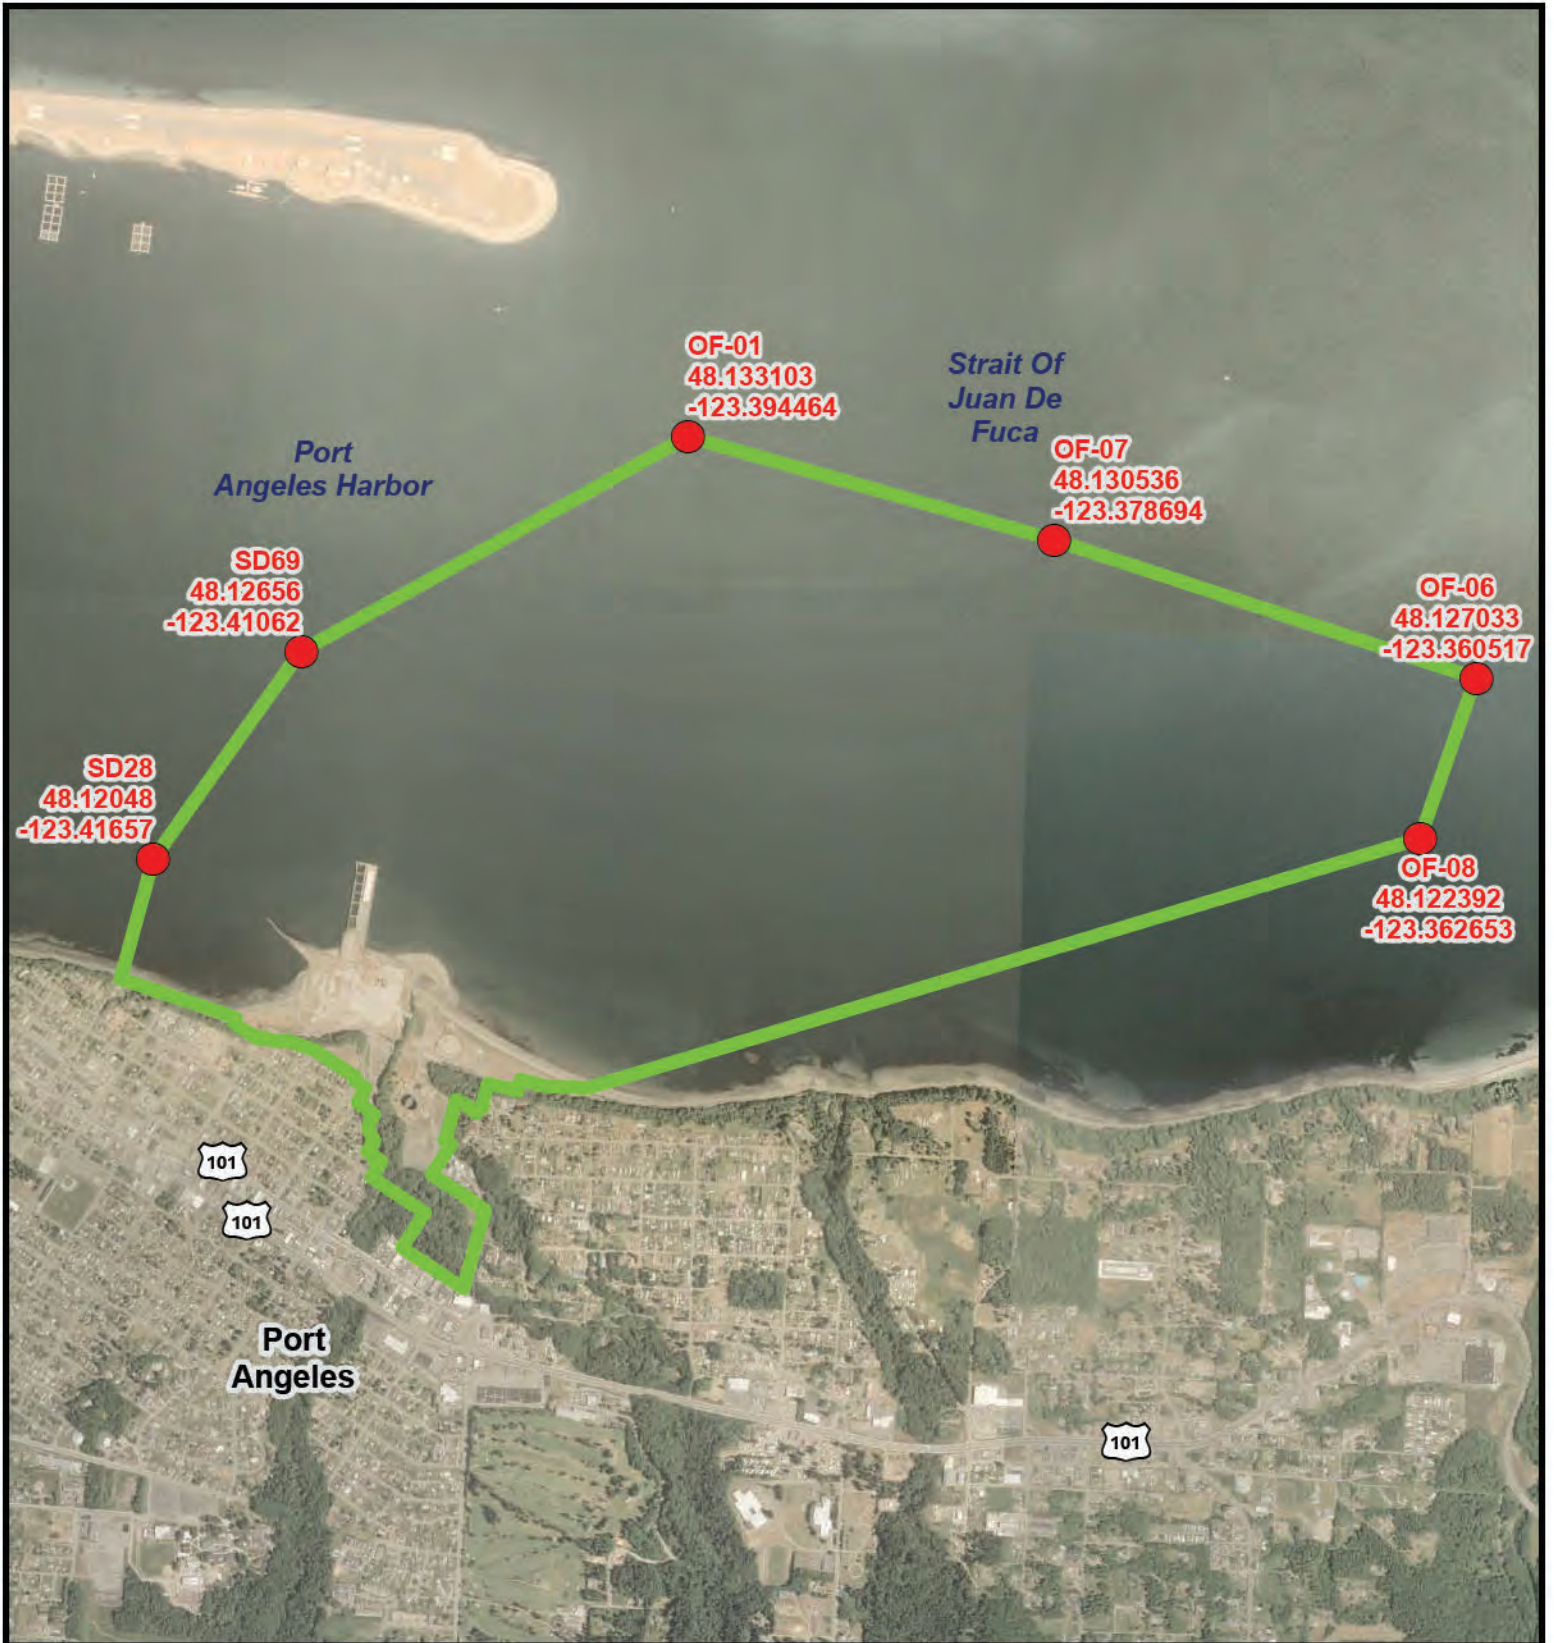 OF-01
48.133103
-123.394464
Strait Of
Juan De
Fuca
Port
Angeles Harbor
OF-07
48.130536
-123.378694
SD69
48.12656
-123.41062
OF-06
48.127033
-123.360517
SD28
48.12048
-123.41657
OF-08
48.122392
-123.362653
101
101
Port
Angeles
101